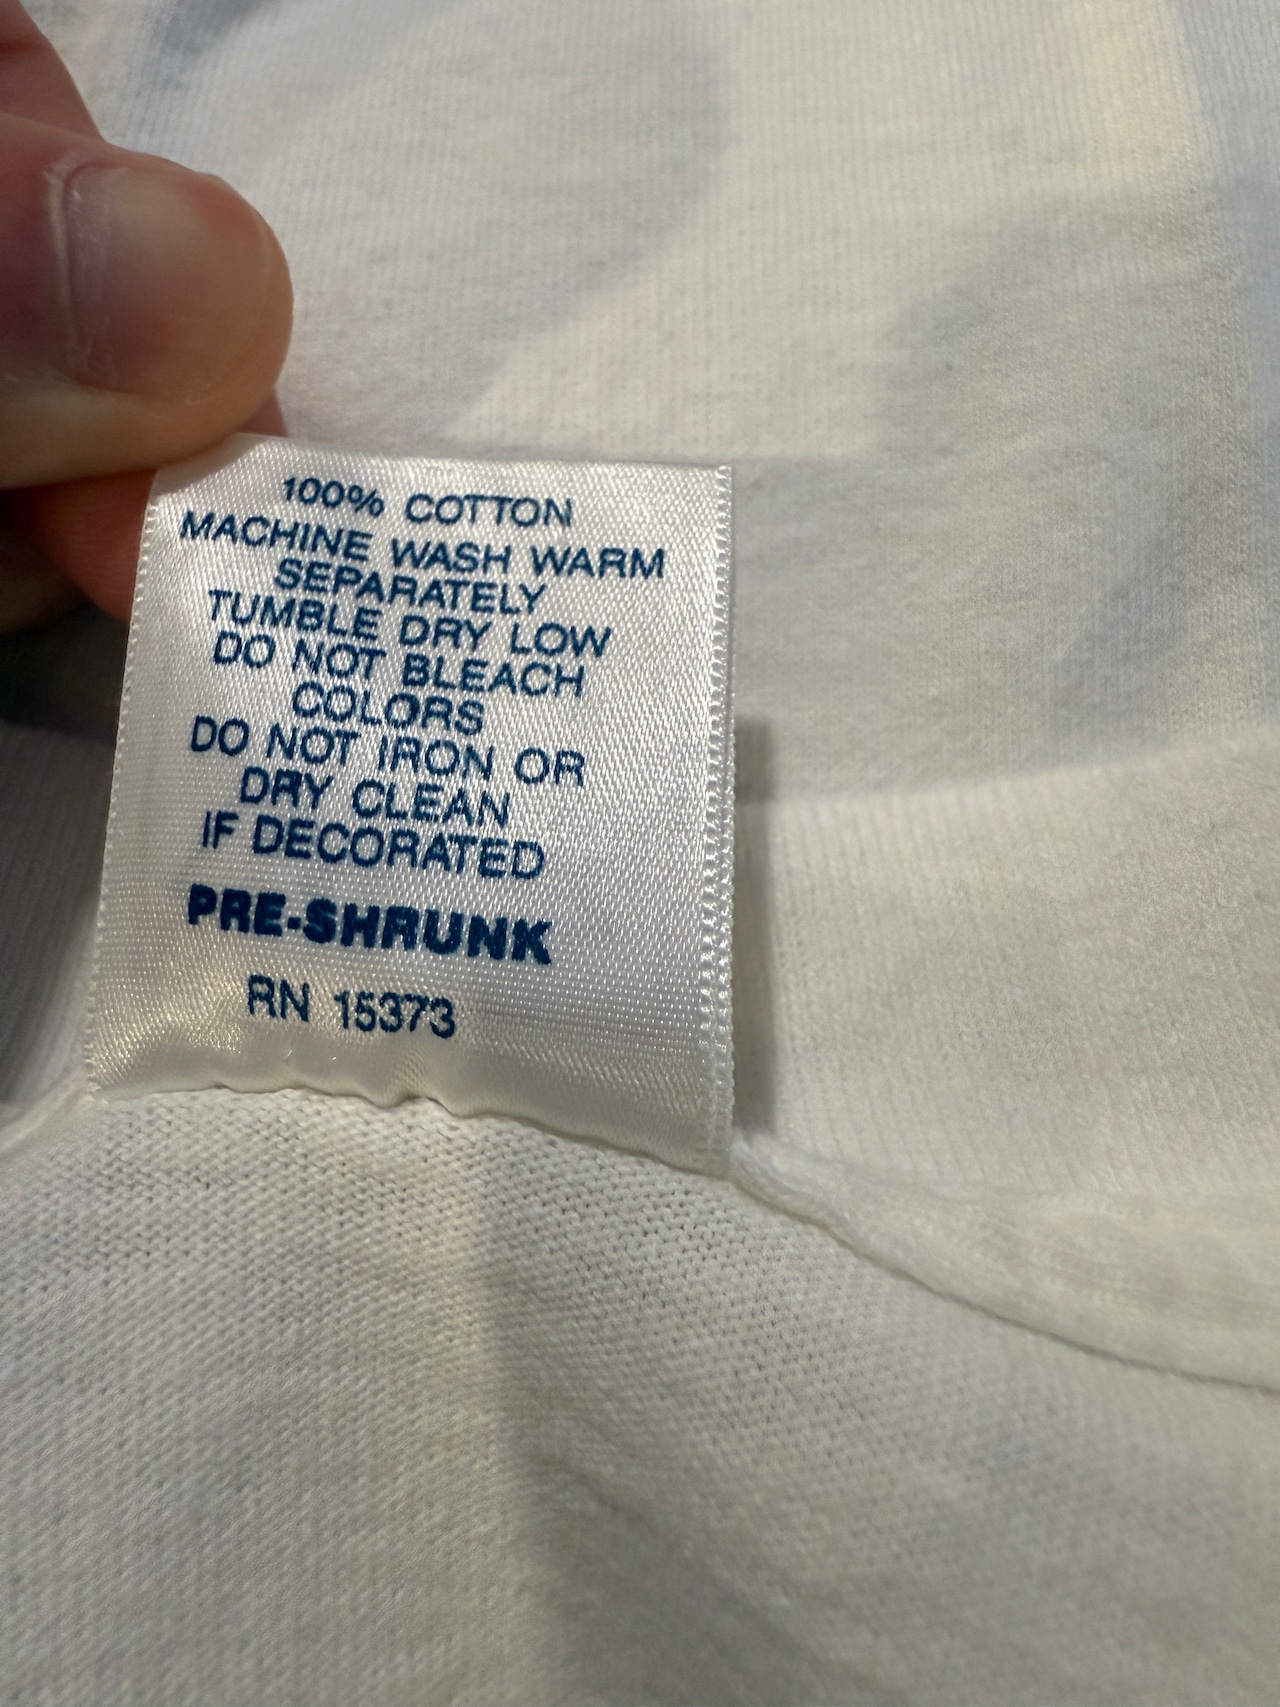 100% COTTON
MACHINE WASH WARM
SEPARATELY
TUMBLE DRY LOW
DO NOT BLEACH
COLORS
DO NOT IRON OR
DRY CLEAN
IF DECORATED
PRE-SHRUNK
RN 15373